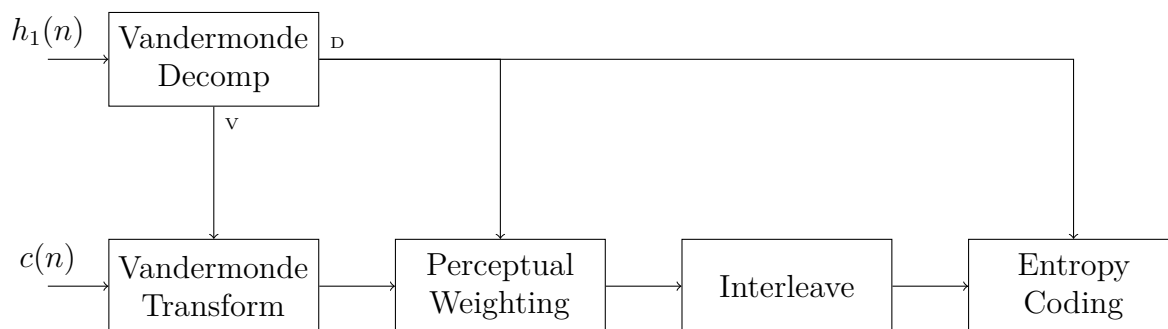 h₁(n)
Vandermonde
Decomp
D
V
c(n)
Vandermonde
Transform
Perceptual
Weighting
Interleave
Entropy
Coding